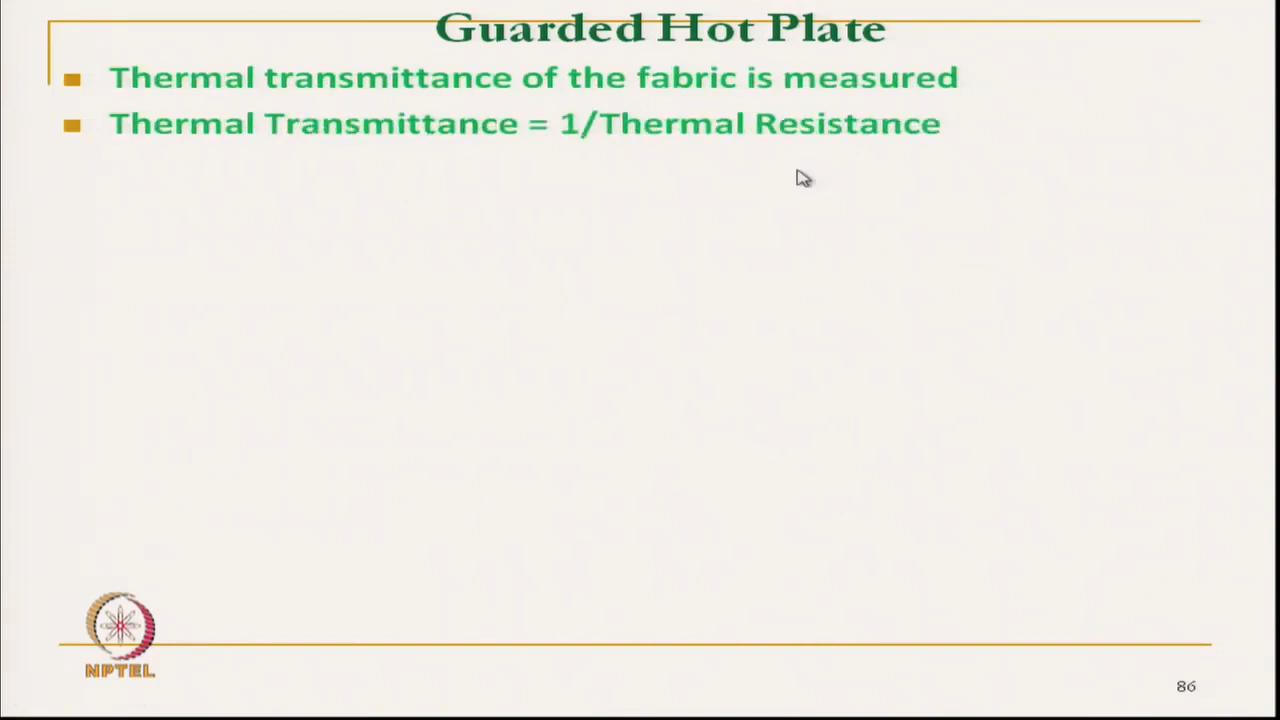 Guarded Hot Plate
Thermal transmittance of the fabric is measured
Thermal Transmittance = 1/Thermal Resistance
NPTEL
86